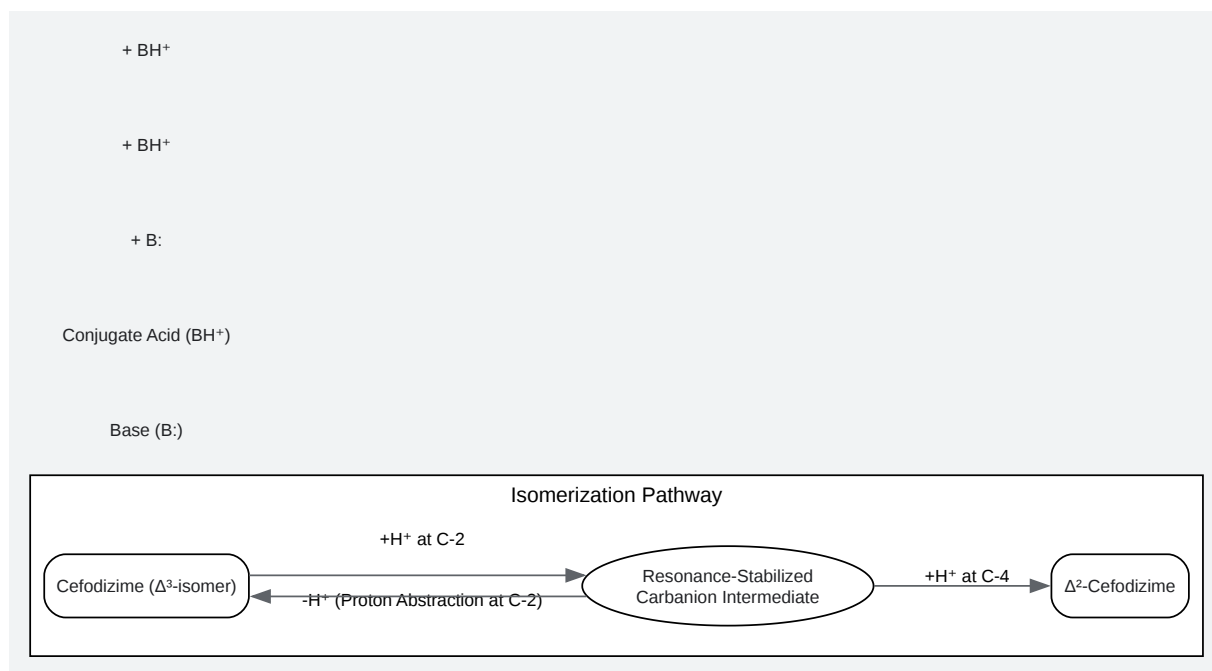 + BH⁺
+ BH⁺
+ B:
Conjugate Acid (BH⁺)
Base (B:)
Isomerization Pathway
+H⁺ at C-2
Cefodizime (Δ³-isomer)
-H⁺ (Proton Abstraction at C-2)
Resonance-Stabilized
Carbanion Intermediate
+H⁺ at C-4
Δ²-Cefodizime